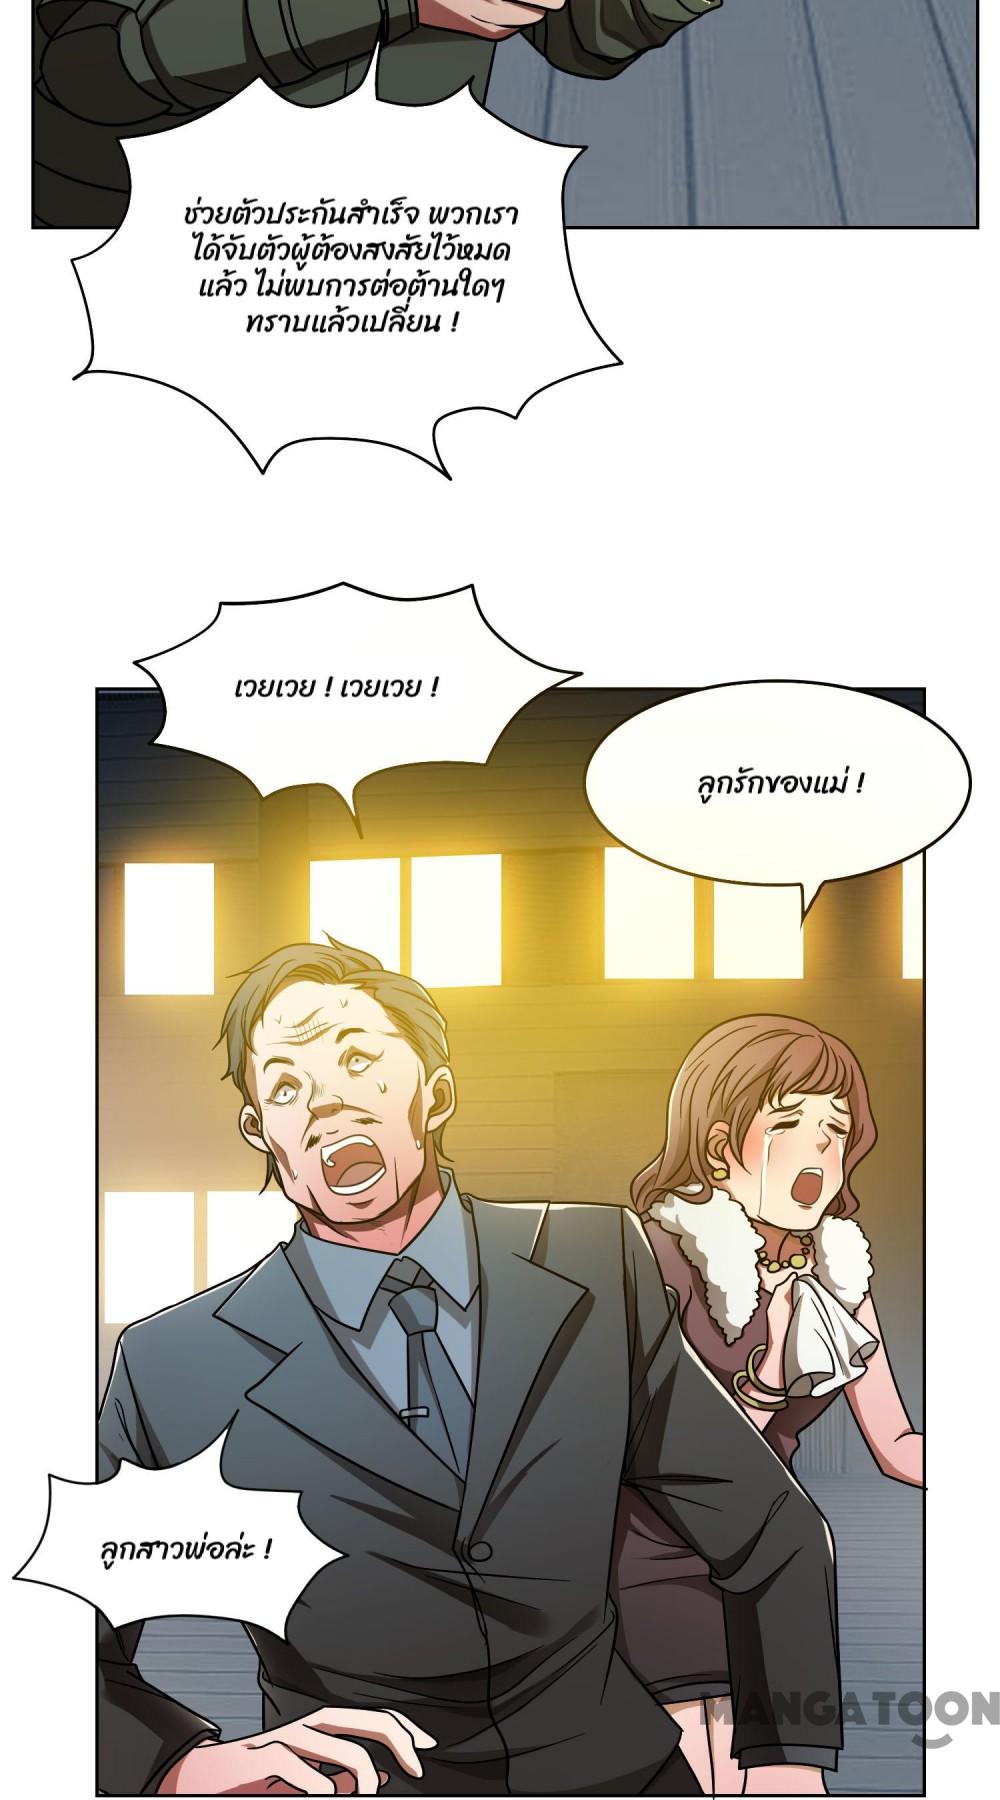 ช่วยตัวประกันสำเร็จ พวกเรา
ได้จับตัวผู้ต้องสงสัยไว้หมด
แล้ว ไม่พบการต่อต้านใดๆ
ทราบแล้วเปลี่ยน !
เวยเวย ! เวยเวย !
ลูกรักของแม่ !
ลูกสาวพ่อล่ะ !
MANGATOON